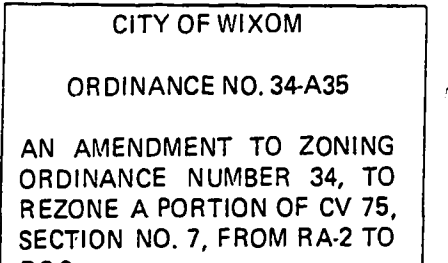 CITY OF WIXOM
ORDINANCE NO. 34-A35
AN AMENDMENT TO ZONING
ORDINANCE NUMBER 34, TO
REZONE A PORTION OF CV 75,
SECTION NO. 7, FROM RA-2 TO